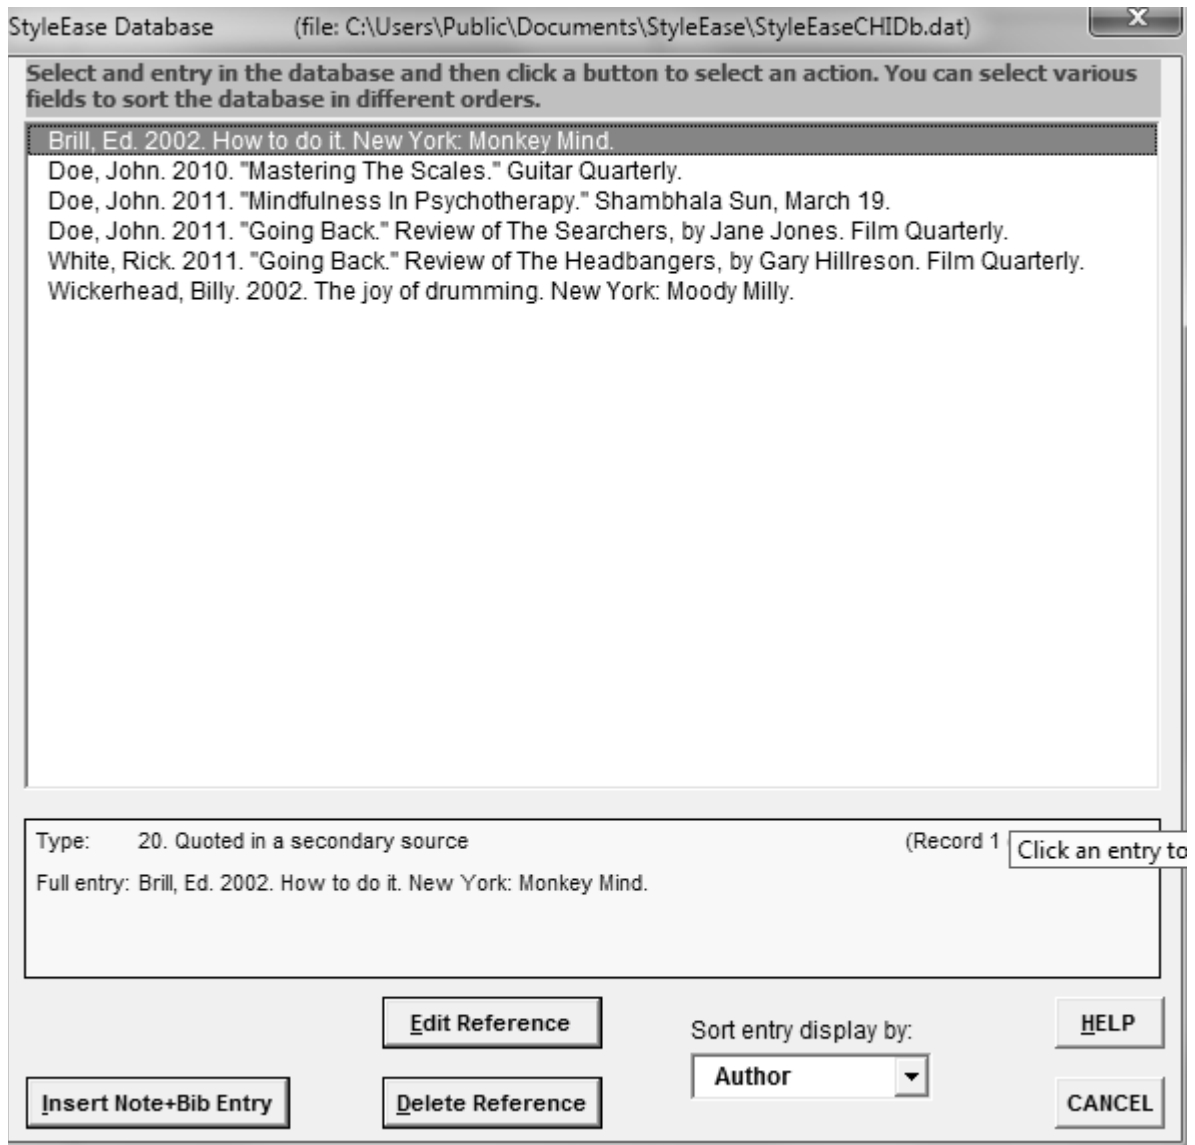 StyleEase Database (file: C:\Users\Public\Documents\StyleEase\StyleEaseCHIDb.dat)
Select and entry in the database and then click a button to select an action. You can select various
fields to sort the database in different orders.
Brill, Ed. 2002. How to do it. New York: Monkey Mind.
Doe, John. 2010. "Mastering The Scales." Guitar Quarterly.
Doe, John. 2011. "Mindfulness In Psychotherapy." Shambhala Sun, March 19.
Doe, John. 2011. "Going Back." Review of The Searchers, by Jane Jones. Film Quarterly.
White, Rick. 2011. "Going Back." Review of The Headbangers, by Gary Hillreson. Film Quarterly.
Wickerhead, Billy. 2002. The joy of drumming. New York: Moody Milly.
Type: 20. Quoted in a secondary source (Record 1
Click an entry to
Full entry: Brill, Ed. 2002. How to do it. New York: Monkey Mind.
Edit Reference
Sort entry display by:
HELP
Author
Insert Note+Bib Entry
Delete Reference
CANCEL